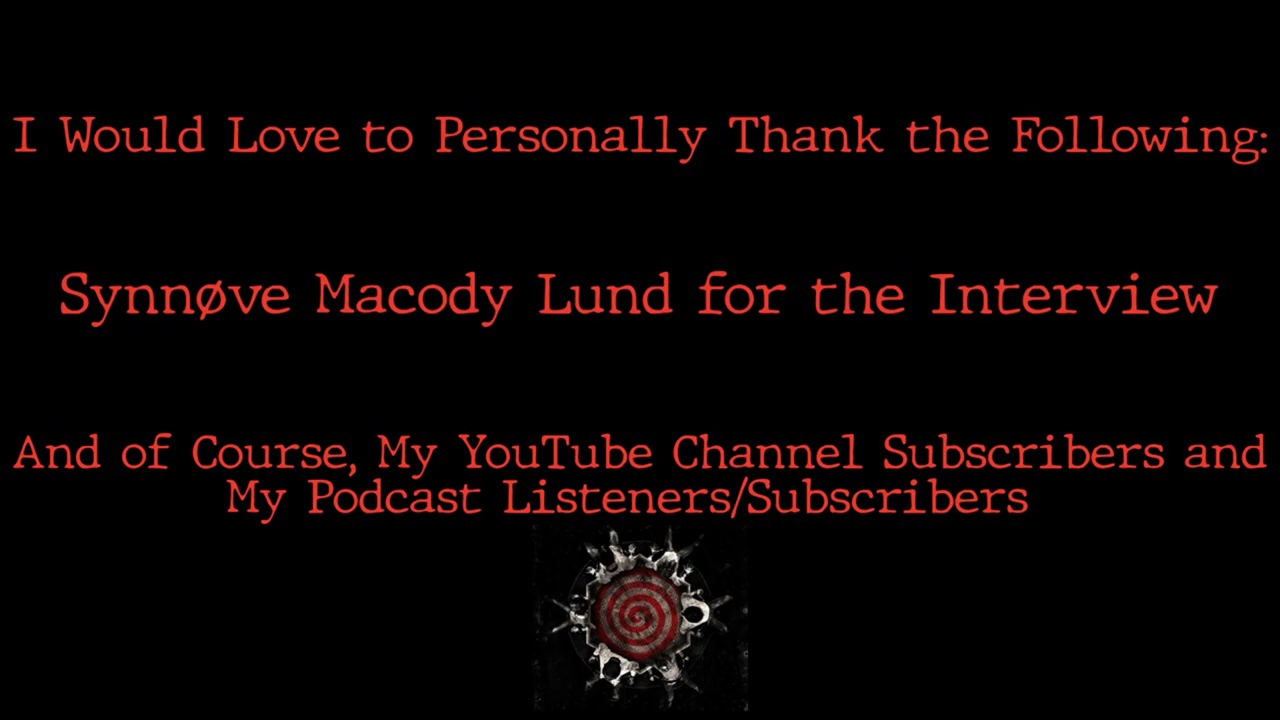 I Would Love to Personally Thank the Following:
Synnøve Macody Lund for the Interview
And of Course, My YouTube Channel Subscribers and
My Podcast Listeners/Subscribers